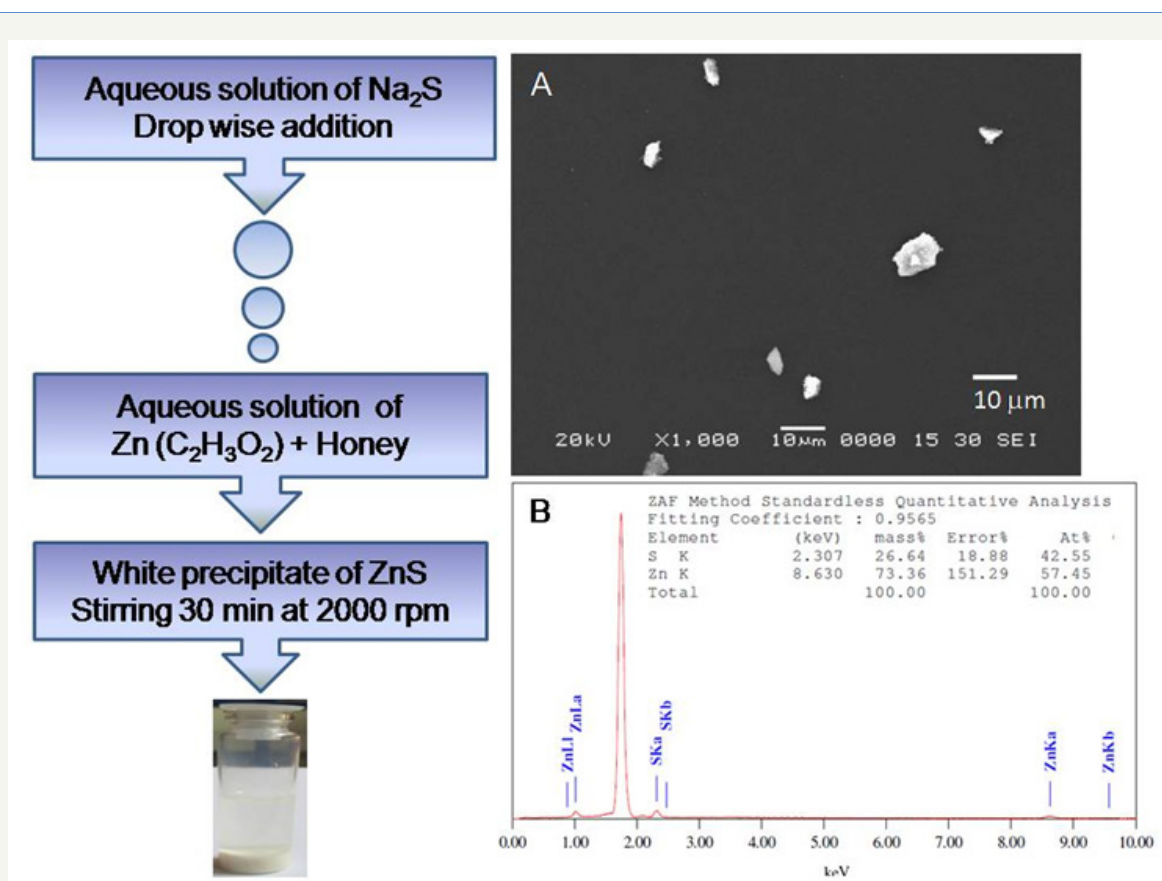 Aqueous solution of Na₂S
Drop wise addition
Aqueous solution of
Zn (C₂H₃O₂) + Honey
White precipitate of ZnS
Stirring 30 min at 2000 rpm
A
10 µm
20kU X1,000 10µm 0000 15 30 SEI
B
ZAF Method Standardless Quantitative Analysis
Fitting Coefficient : 0.9565
Element (keV) mass% Error% At%
S K 2.307 26.64 18.88 42.55
Zn K 8.630 73.36 151.29 57.45
Total 100.00 100.00
ZnLl
ZnLa
SKa
SKb
ZnKa
ZnKb
0.00 1.00 2.00 3.00 4.00 5.00 6.00 7.00 8.00 9.00 10.00
keV